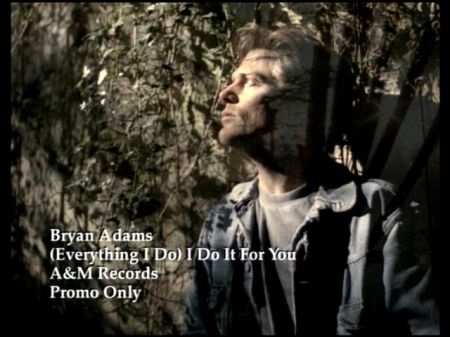 Bryan Adams
(Everything I Do) I Do It For You
A&M Records
Promo Only